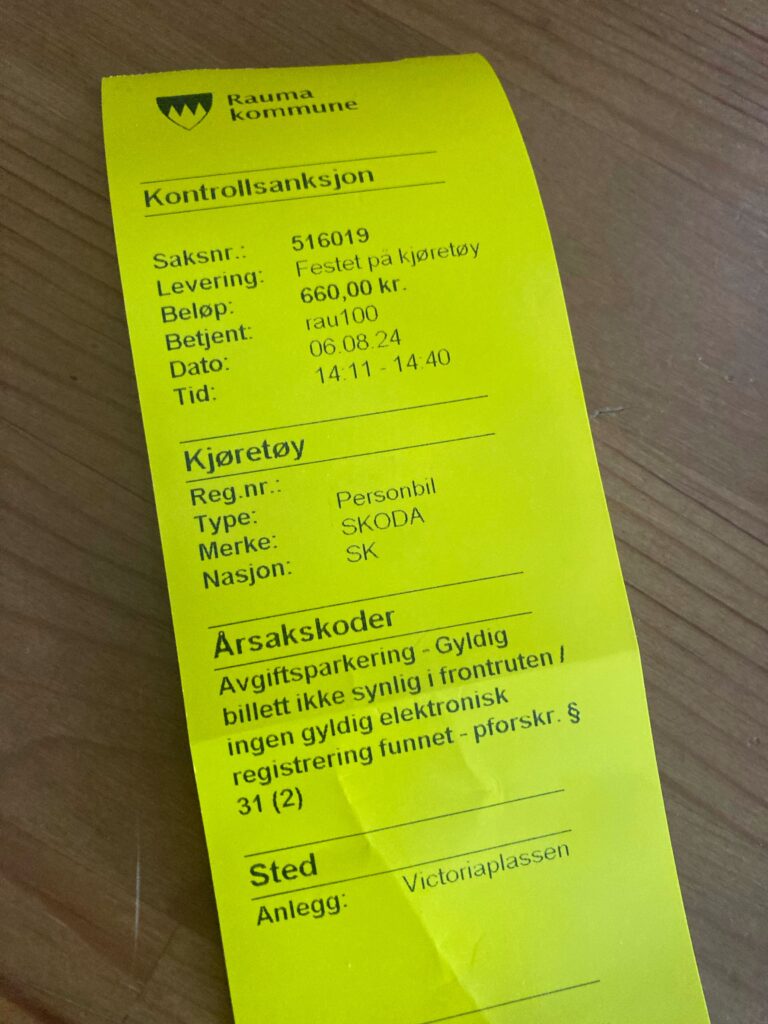 Rauma
kommune
Kontrollsanksjon
Saksnr.: 516019
Levering: Festet på kjøretøy
Beløp: 660,00 kr.
Betjent: rau100
Dato: 06.08.24
Tid: 14:11 - 14:40
Kjøretøy
Reg.nr.:
Type: Personbil
Merke: SKODA
Nasjon: SK
Årsakskoder
Avgiftsparkering - Gyldig
billett ikke synlig i frontruten /
ingen gyldig elektronisk
registrering funnet - pforskr. §
31 (2)
Sted
Anlegg: Victoriaplassen